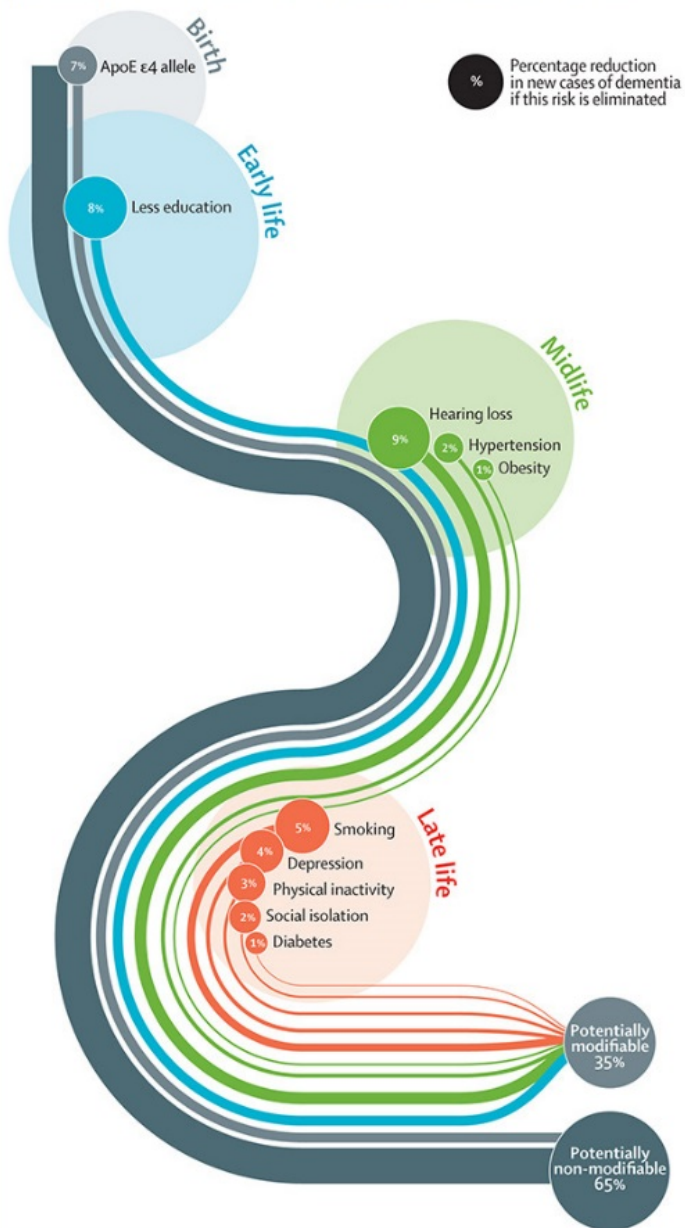 Birth
7%
ApoE ε4 allele
%
Percentage reduction
in new cases of dementia
if this risk is eliminated
Early life
8%
Less education
Midlife
Hearing loss
9%
2%
Hypertension
1%
Obesity
Late life
5%
Smoking
4%
Depression
3%
Physical inactivity
2%
Social isolation
1%
Diabetes
Potentially
modifiable
35%
Potentially
non-modifiable
65%